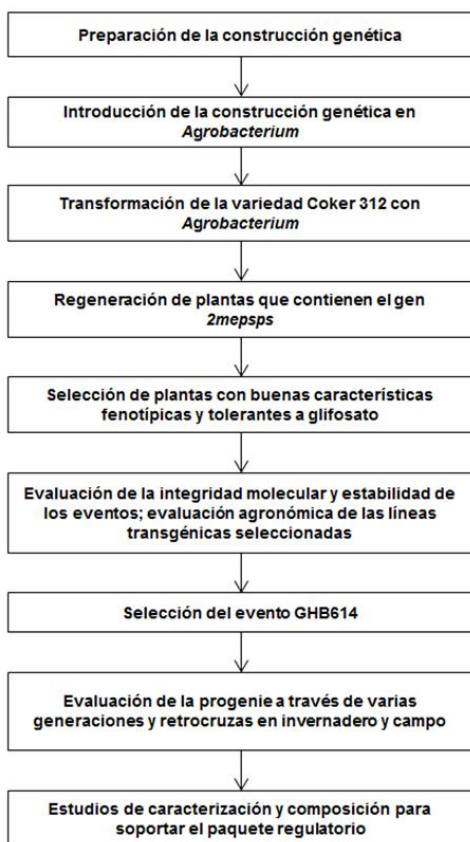 Preparación de la construcción genética
Introducción de la construcción genética en
Agrobacterium
Transformación de la variedad Coker 312 con
Agrobacterium
Regeneración de plantas que contienen el gen
2mepsps
Selección de plantas con buenas características
fenotípicas y tolerantes a glifosato
Evaluación de la integridad molecular y estabilidad de
los eventos; evaluación agronómica de las líneas
transgénicas seleccionadas
Selección del evento GHB614
Evaluación de la progenie a través de varias
generaciones y retrocruzas en invernadero y campo
Estudios de caracterización y composición para
soportar el paquete regulatorio